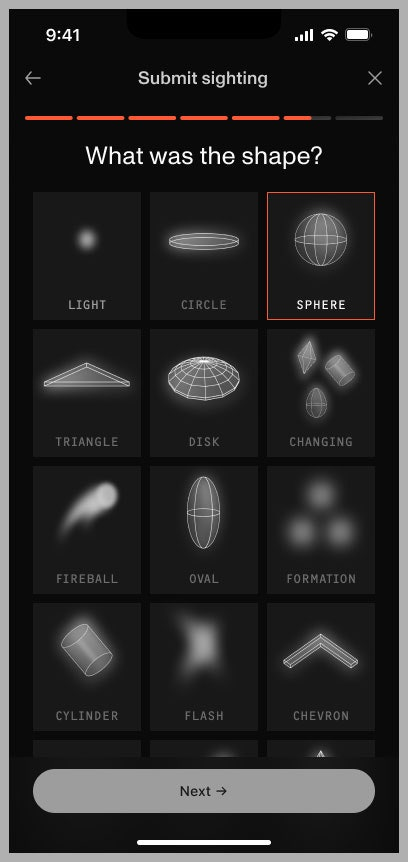 9:41
Submit sighting
What was the shape?
LIGHT
CIRCLE
SPHERE
TRIANGLE
DISK
CHANGING
FIREBALL
OVAL
FORMATION
CYLINDER
FLASH
CHEVRON
Next →